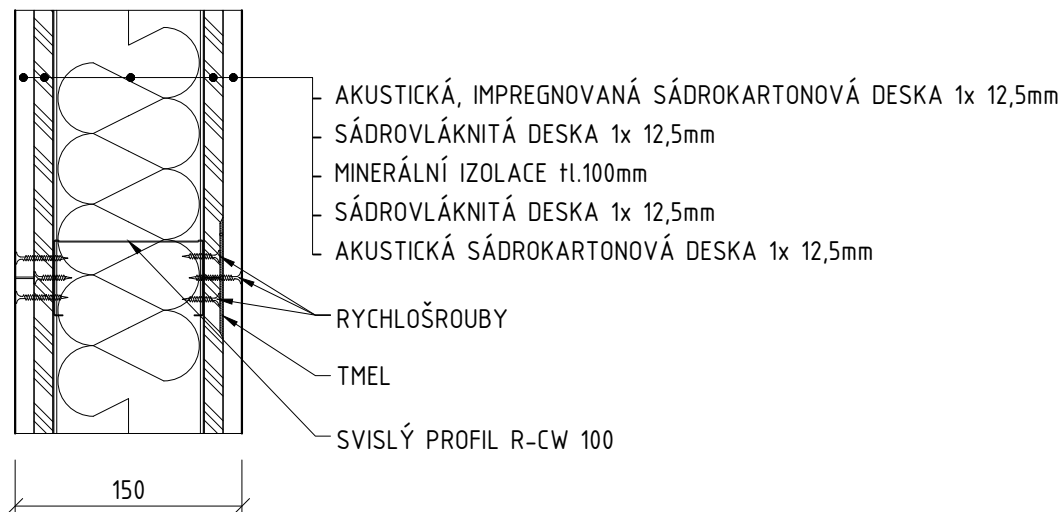 AKUSTICKÁ, IMPREGNOVANÁ SÁDROKARTONOVÁ DESKA 1x 12,5mm
SÁDROVLÁKNITÁ DESKA 1x 12,5mm
MINERÁLNÍ IZOLACE tl.100mm
SÁDROVLÁKNITÁ DESKA 1x 12,5mm
AKUSTICKÁ SÁDROKARTONOVÁ DESKA 1x 12,5mm
RYCHLOŠROUBY
TMEL
SVISLÝ PROFIL R-CW 100
150